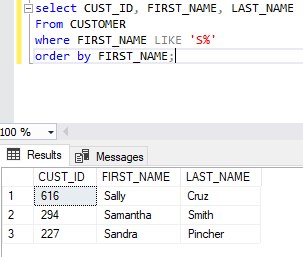 select CUST_ID, FIRST_NAME, LAST_NAME
From CUSTOMER
where FIRST_NAME LIKE 'S%'
order by FIRST_NAME;
100 %
Results Messages
CUST_ID FIRST_NAME LAST_NAME
1 616 Sally Cruz
2 294 Samantha Smith
3 227 Sandra Pincher